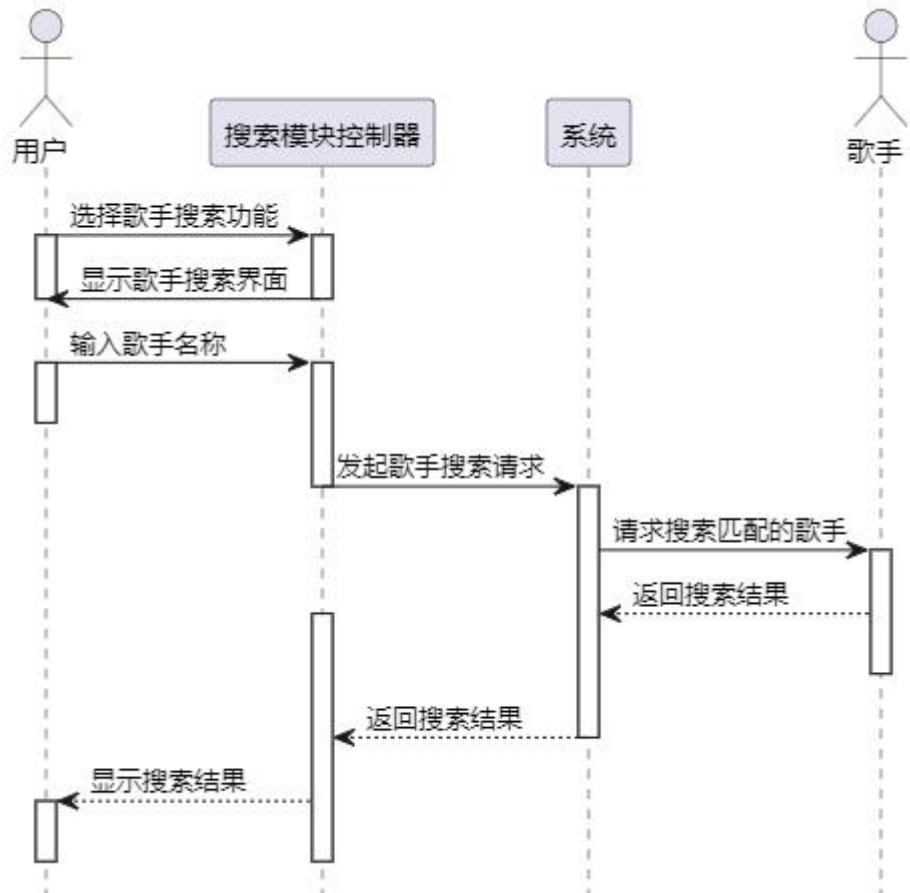 用户
搜索模块控制器
系统
歌手
选择歌手搜索功能
显示歌手搜索界面
输入歌手名称
发起歌手搜索请求
请求搜索匹配的歌手
返回搜索结果
返回搜索结果
显示搜索结果